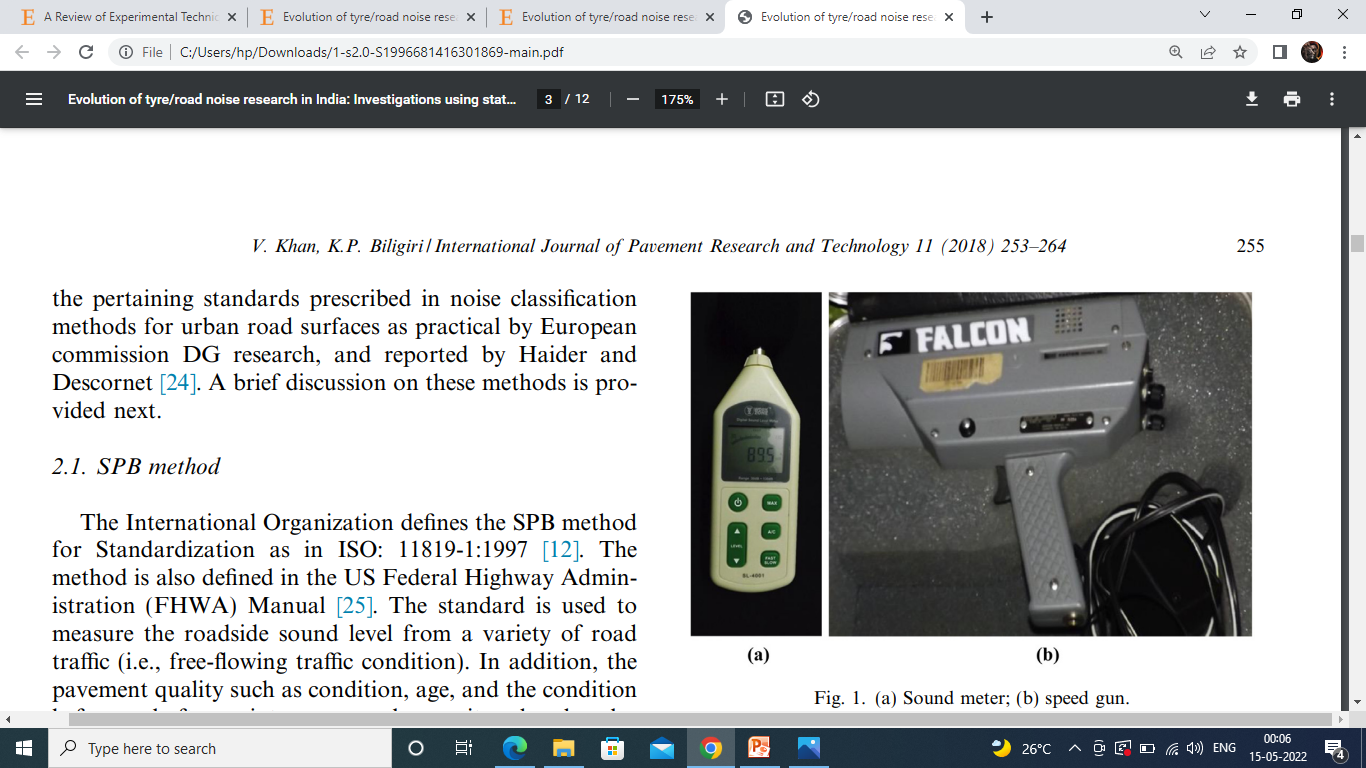 A Review of Experimental Technic
Evolution of tyre/road noise rese
Evolution of tyre/road noise rese
Evolution of tyre/road noise rese
File
C:/Users/hp/Downloads/1-s2.0-S1996681416301869-main.pdf
Evolution of tyre/road noise research in India: Investigations using stat...
3 / 12
175%
V. Khan, K.P. Biligiri / International Journal of Pavement Research and Technology 11 (2018) 253–264
255
the pertaining standards prescribed in noise classification
methods for urban road surfaces as practical by European
commission DG research, and reported by Haider and
Descornet [24]. A brief discussion on these methods is pro-
vided next.
2.1. SPB method
The International Organization defines the SPB method
for Standardization as in ISO: 11819-1:1997 [12]. The
method is also defined in the US Federal Highway Admin-
istration (FHWA) Manual [25]. The standard is used to
measure the roadside sound level from a variety of road
traffic (i.e., free-flowing traffic condition). In addition, the
pavement quality such as condition, age, and the condition
89.5
MAX
A/C
LEVEL
FAST
SLOW
SL-4001
FALCON
(a)
(b)
Fig. 1. (a) Sound meter; (b) speed gun.
Type here to search
26°C
ENG
00:06
15-05-2022
4